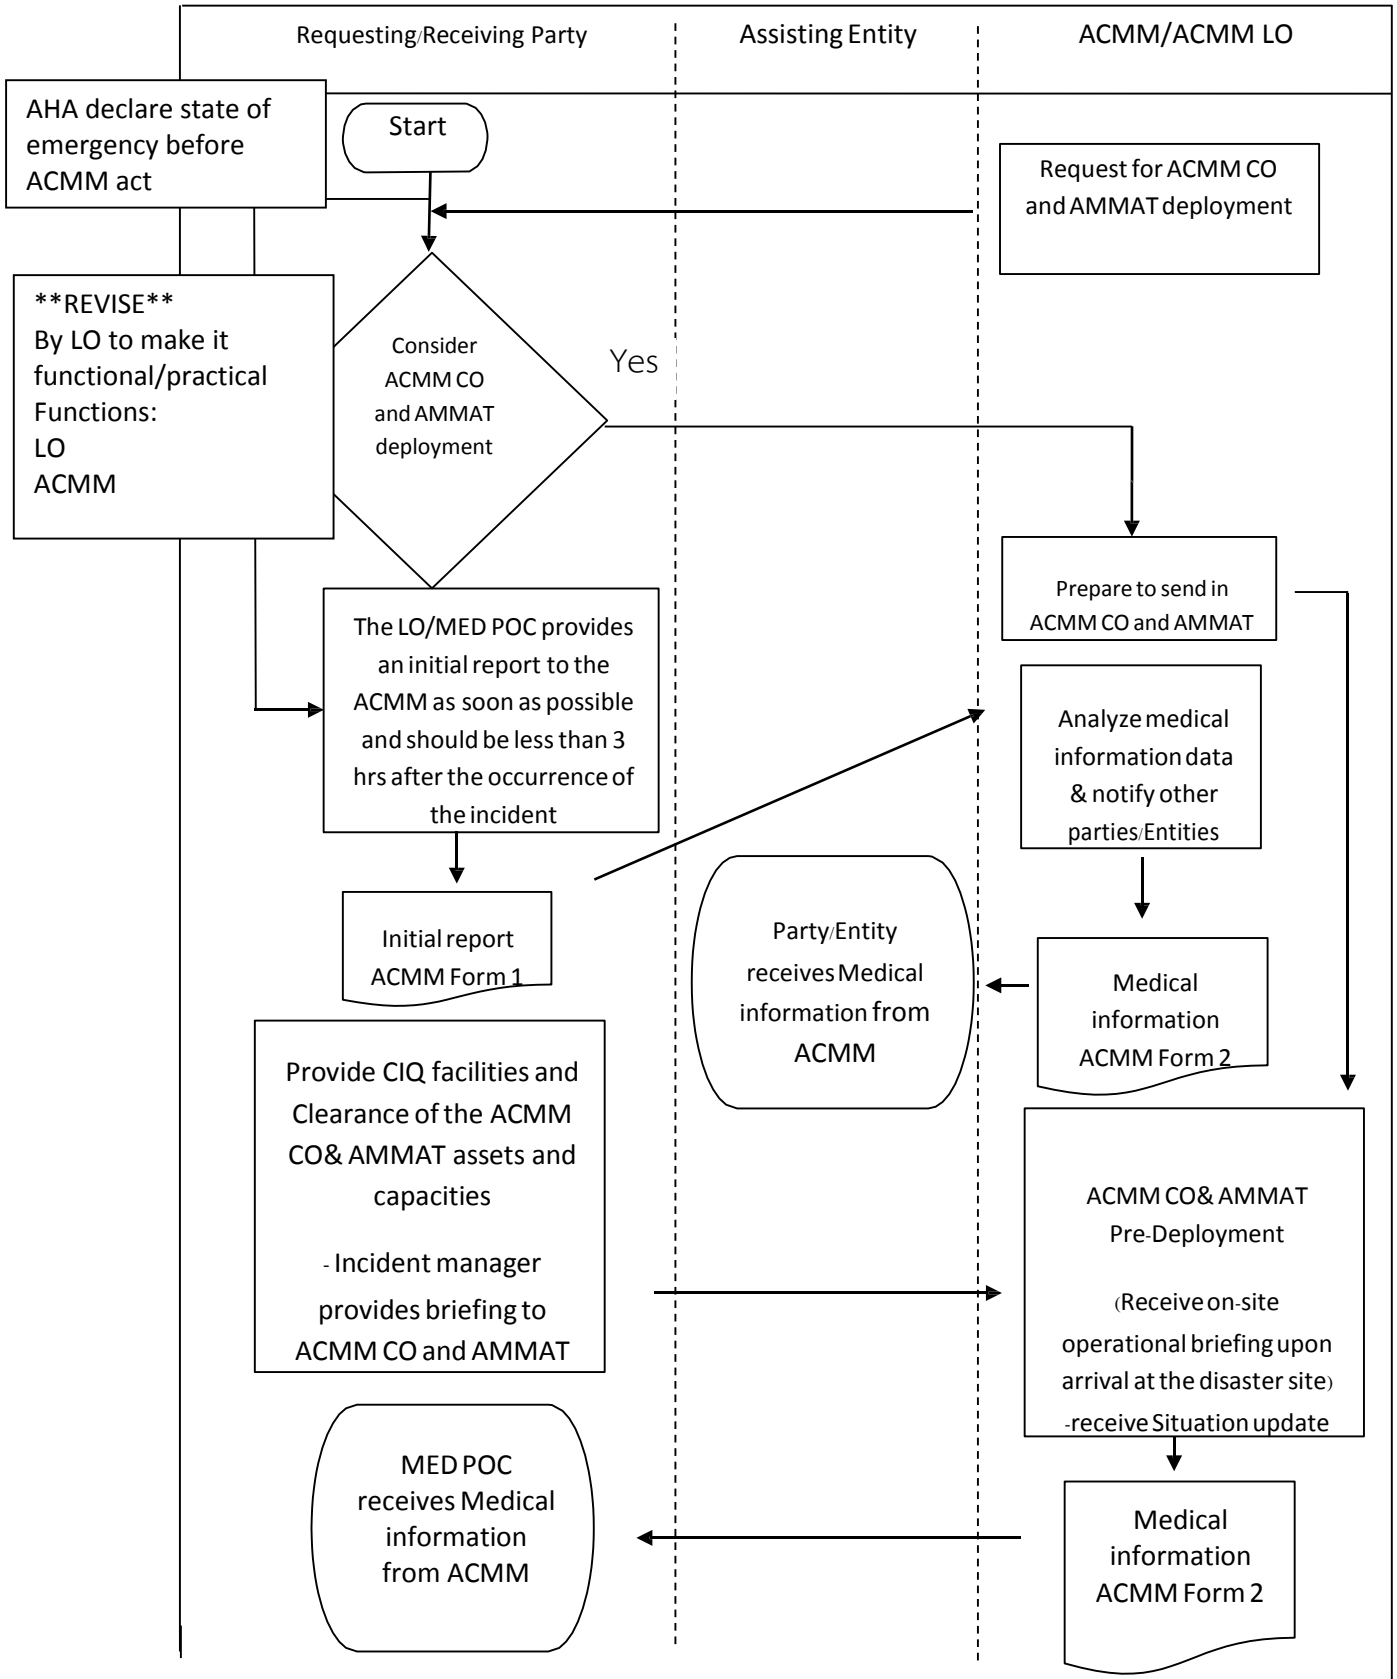 Requesting/Receiving Party
Assisting Entity
ACMM/ACMM LO
AHA declare state of
emergency before
ACMM act
Start
Request for ACMM CO
and AMMAT deployment
**REVISE**
By LO to make it
functional/practical
Functions:
LO
ACMM
Consider
ACMM CO
and AMMAT
deployment
Yes
Prepare to send in
ACMM CO and AMMAT
The LO/MED POC provides
an initial report to the
ACMM as soon as possible
and should be less than 3
hrs after the occurrence of
the incident
Analyze medical
information data
& notify other
parties/Entities
Initial report
ACMM Form 1
Party/Entity
receives Medical
information from
ACMM
Medical
information
ACMM Form 2
Provide CIQ facilities and
Clearance of the ACMM
CO& AMMAT assets and
capacities
- Incident manager
provides briefing to
ACMM CO and AMMAT
ACMM CO& AMMAT
Pre-Deployment
(Receive on-site
operational briefing upon
arrival at the disaster site)
-receive Situation update
MED POC
receives Medical
information
from ACMM
Medical
information
ACMM Form 2